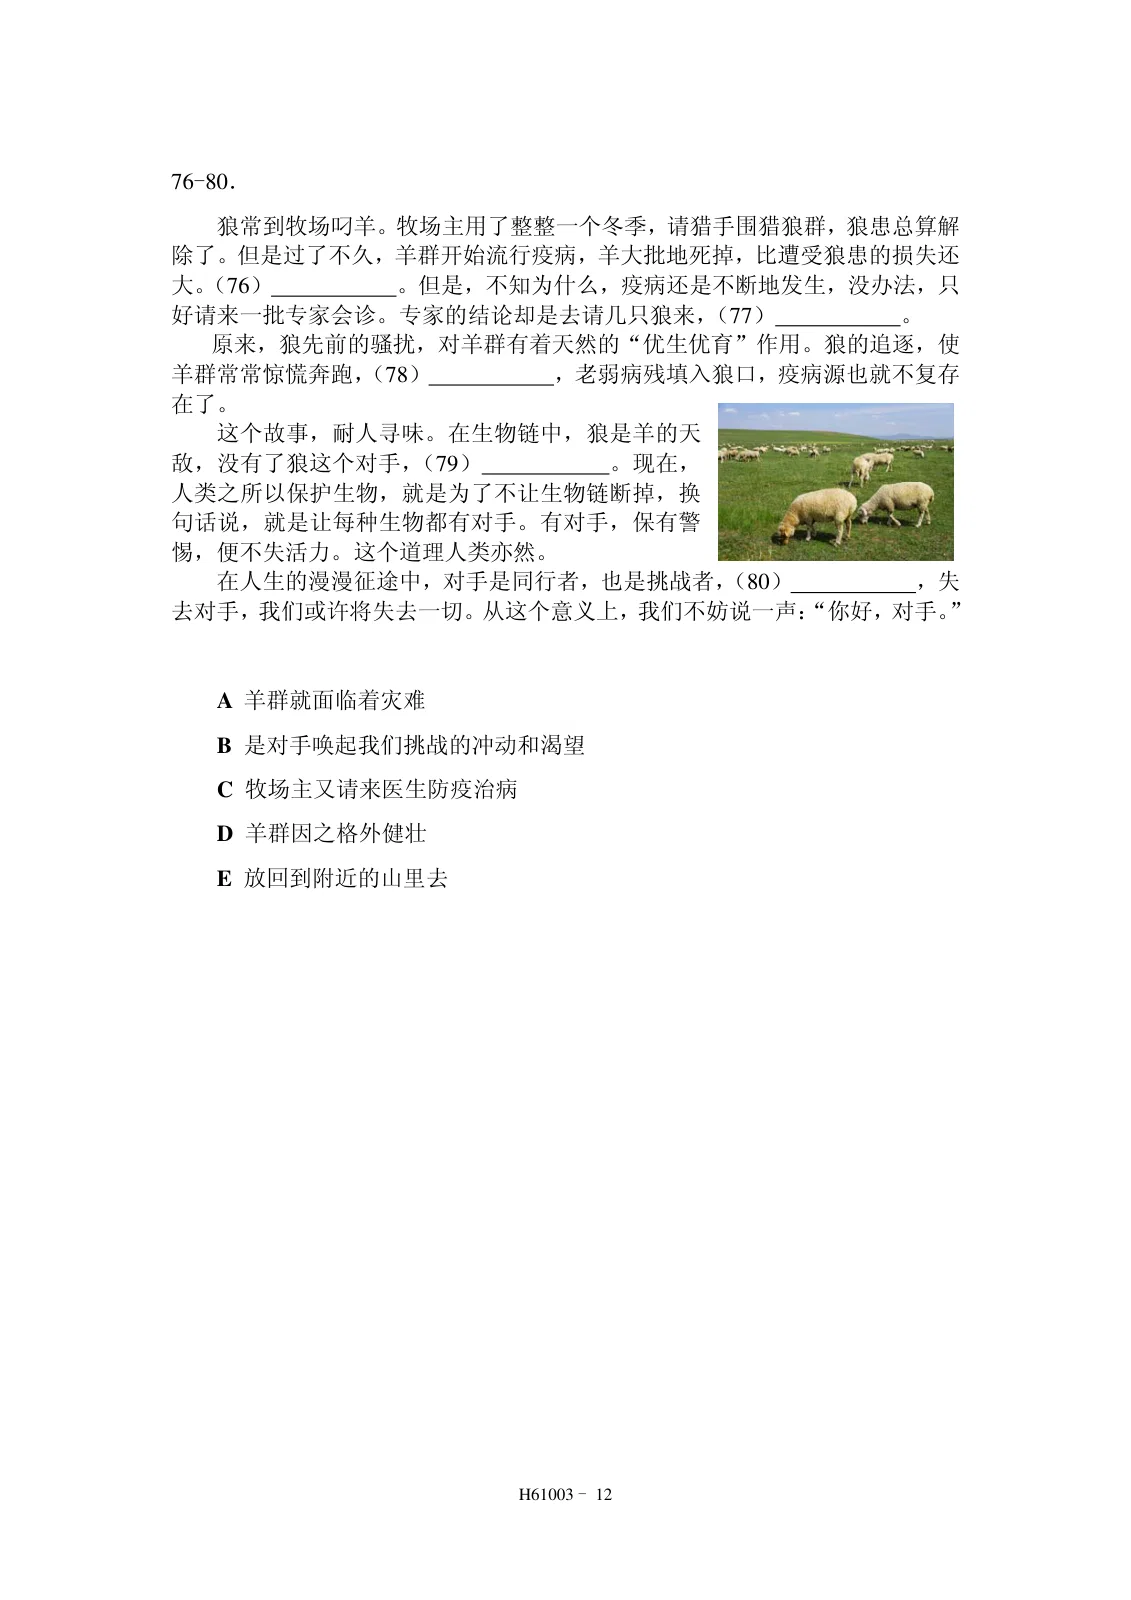 76-80.
狼常到牧场叼羊。牧场主用了整整一个冬季，请猎手围猎狼群，狼患总算解
除了。但是过了不久，羊群开始流行疫病，羊大批地死掉，比遭受狼患的损失还
大。（76）___________。但是，不知为什么，疫病还是不断地发生，没办法，只
好请来一批专家会诊。专家的结论却是去请几只狼来，（77）___________。
原来，狼先前的骚扰，对羊群有着天然的“优生优育”作用。狼的追逐，使
羊群常常惊慌奔跑，（78）___________，老弱病残填入狼口，疫病源也就不复存
在了。
这个故事，耐人寻味。在生物链中，狼是羊的天
敌，没有了狼这个对手，（79）___________。现在，
人类之所以保护生物，就是为了不让生物链断掉，换
句话说，就是让每种生物都有对手。有对手，保有警
惕，便不失活力。这个道理人类亦然。
在人生的漫漫征途中，对手是同行者，也是挑战者，（80）___________，失
去对手，我们或许将失去一切。从这个意义上，我们不妨说一声：“你好，对手。”
A 羊群就面临着灾难
B 是对手唤起我们挑战的冲动和渴望
C 牧场主又请来医生防疫治病
D 羊群因之格外健壮
E 放回到附近的山里去
H61003－ 12